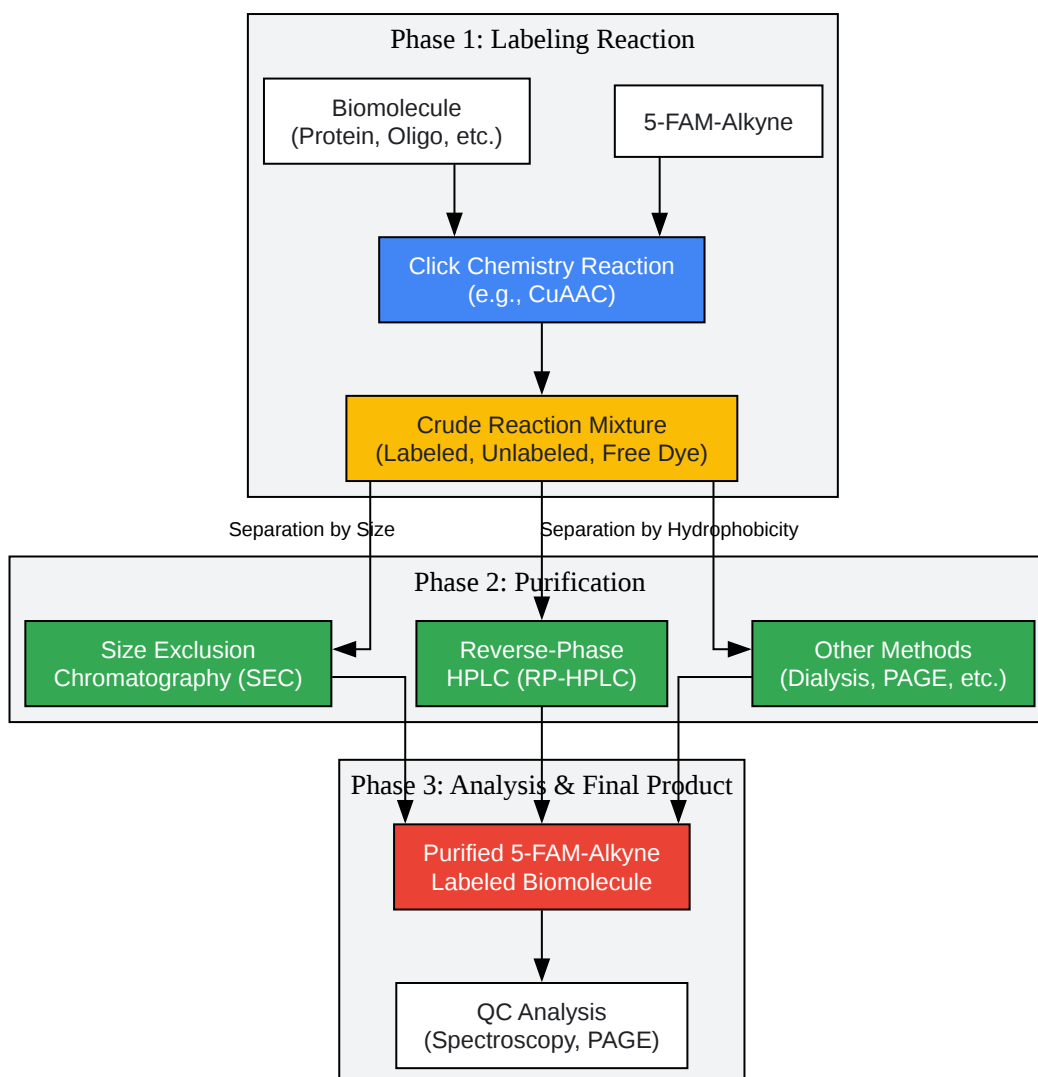 Phase 1: Labeling Reaction
Biomolecule
(Protein, Oligo, etc.)
5-FAM-Alkyne
Click Chemistry Reaction
(e.g., CuAAC)
Crude Reaction Mixture
(Labeled, Unlabeled, Free Dye)
Separation by Size
Separation by Hydrophobicity
Phase 2: Purification
Size Exclusion
Chromatography (SEC)
Reverse-Phase
HPLC (RP-HPLC)
Other Methods
(Dialysis, PAGE, etc.)
Phase 3: Analysis & Final Product
Purified 5-FAM-Alkyne
Labeled Biomolecule
QC Analysis
(Spectroscopy, PAGE)